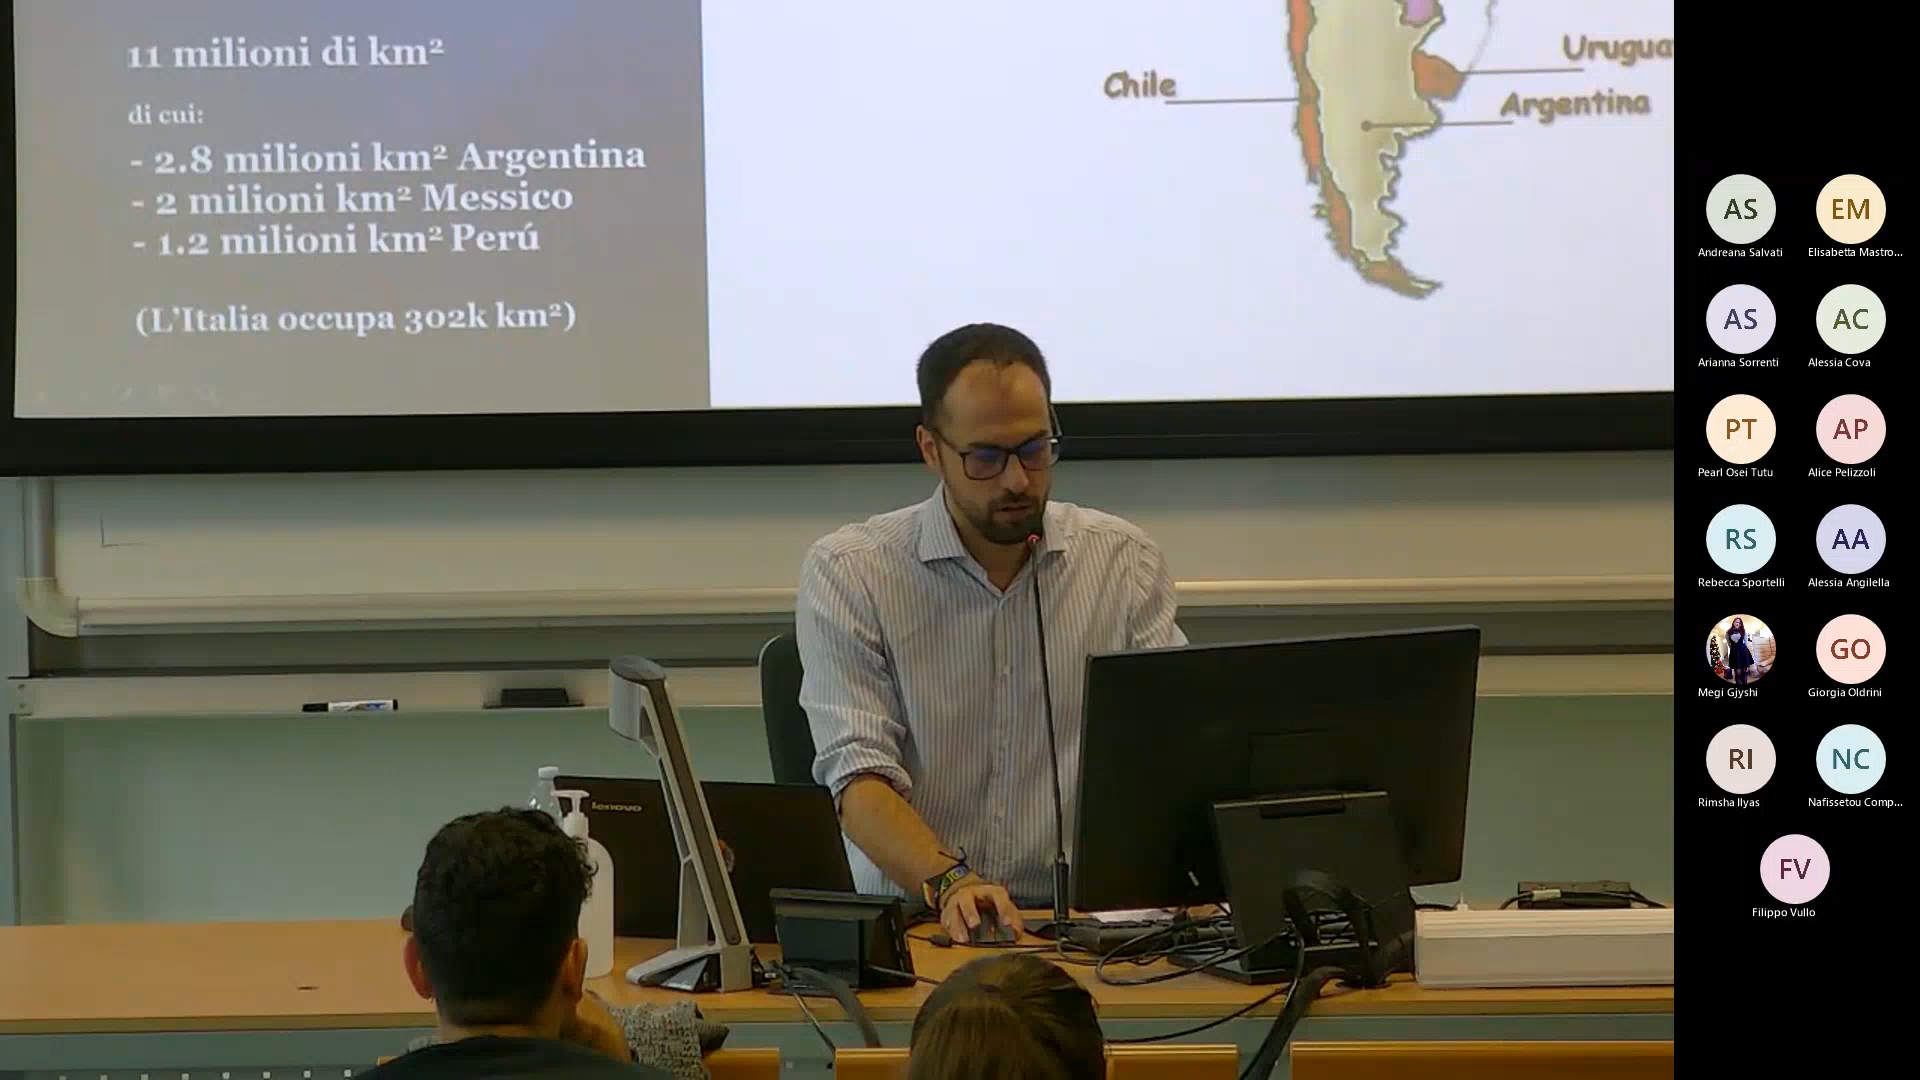 11 milioni di km²
di cui:
- 2.8 milioni km² Argentina
- 2 milioni km² Messico
- 1.2 milioni km² Perú
(L'Italia occupa 302k km²)
Chile
Urugua
Argentina
lenovo
AS
Andreana Salvati
EM
Elisabetta Mastro...
AS
Arianna Sorrenti
AC
Alessia Cova
PT
Pearl Osei Tutu
AP
Alice Pelizzoli
RS
Rebecca Sportelli
AA
Alessia Angilella
Megi Gjyshi
GO
Giorgia Oldrini
RI
Rimsha Ilyas
NC
Nafissetou Comp...
FV
Filippo Vullo